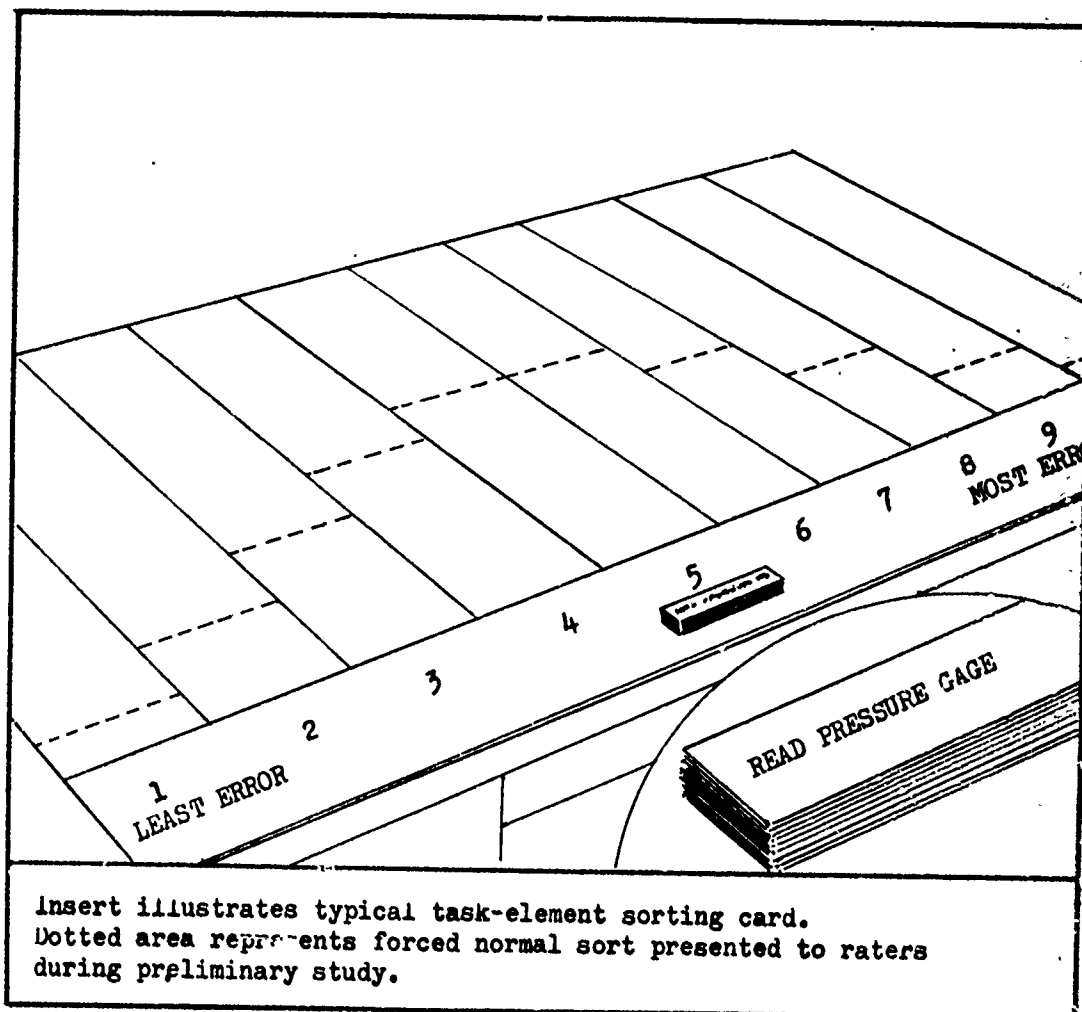 1
2
3
4
5
6
7
8
9
LEAST ERROR
MOST ERRO
READ PRESSURE GAGE
Insert illustrates typical task-element sorting card.
Dotted area represents forced normal sort presented to raters
during preliminary study.